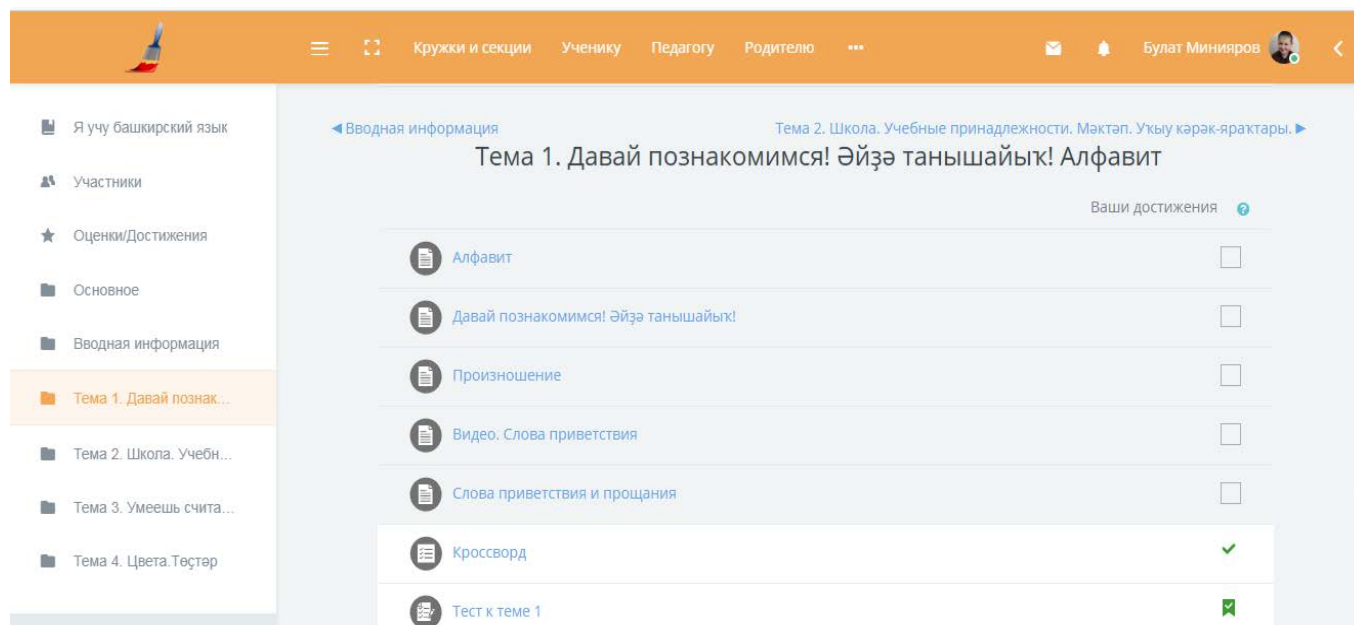 Кружки и секции Ученику Педагогу Родителю ... Булат Минияров
Я учу башкирский язык
Участники
Оценки/Достижения
Основное
Вводная информация
Тема 1. Давай познак...
Тема 2. Школа. Учебн...
Тема 3. Умеешь счита...
Тема 4. Цвета.Төҫтәр
◄Вводная информация
Тема 2. Школа. Учебные принадлежности. Мәктәп. Уҡыу кәрәк-яраҡтары.►
Тема 1. Давай познакомимся! Әйҙә танышайыҡ! Алфавит
Ваши достижения
Алфавит
Давай познакомимся! Әйҙә танышайыҡ!
Произношение
Видео. Слова приветствия
Слова приветствия и прощания
Кроссворд
Тест к теме 1